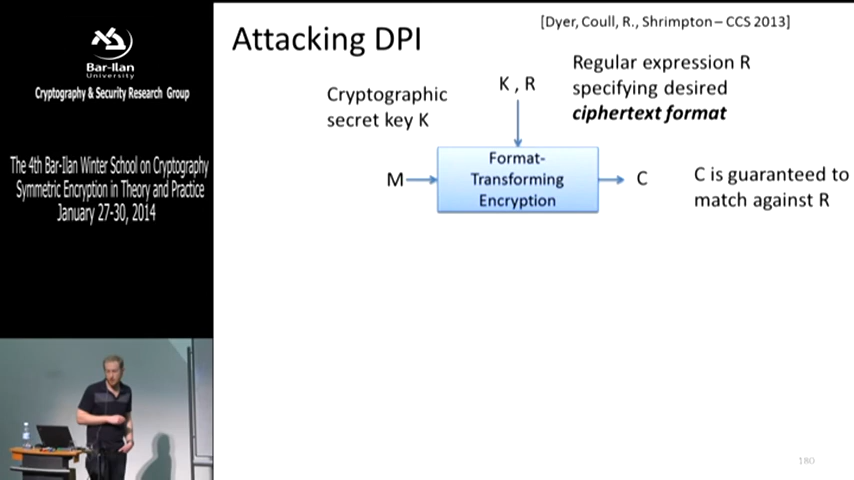 Bar-Ilan
University
Cryptography & Security Research Group
The 4th Bar-Ilan Winter School on Cryptography
Symmetric Encryption in Theory and Practice
January 27-30, 2014
Attacking DPI
[Dyer, Coull, R., Shrimpton – CCS 2013]
Cryptographic
secret key K
K , R
Regular expression R
specifying desired
ciphertext format
M
Format-
Transforming
Encryption
C
C is guaranteed to
match against R
180